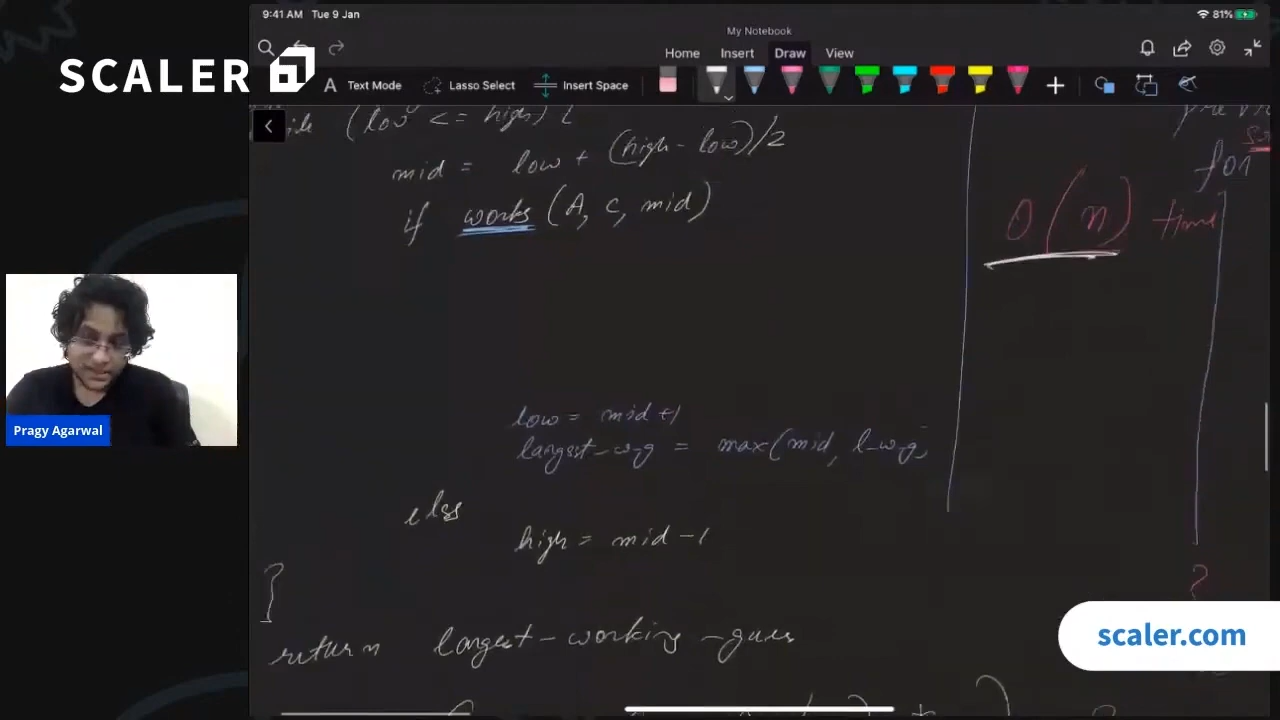 9:41 AM Tue 9 Jan
81%
My Notebook
SCALER
Home Insert Draw View
Text Mode Lasso Select Insert Space
(low <= high) {
mid = low + (high - low)/2
if works (A, C, mid)
low = mid +1
largest-w-g = max(mid, l-w-g)
else
high = mid -1
}
return largest-working-guess
O(n) time
for
Pragy Agarwal
scaler.com